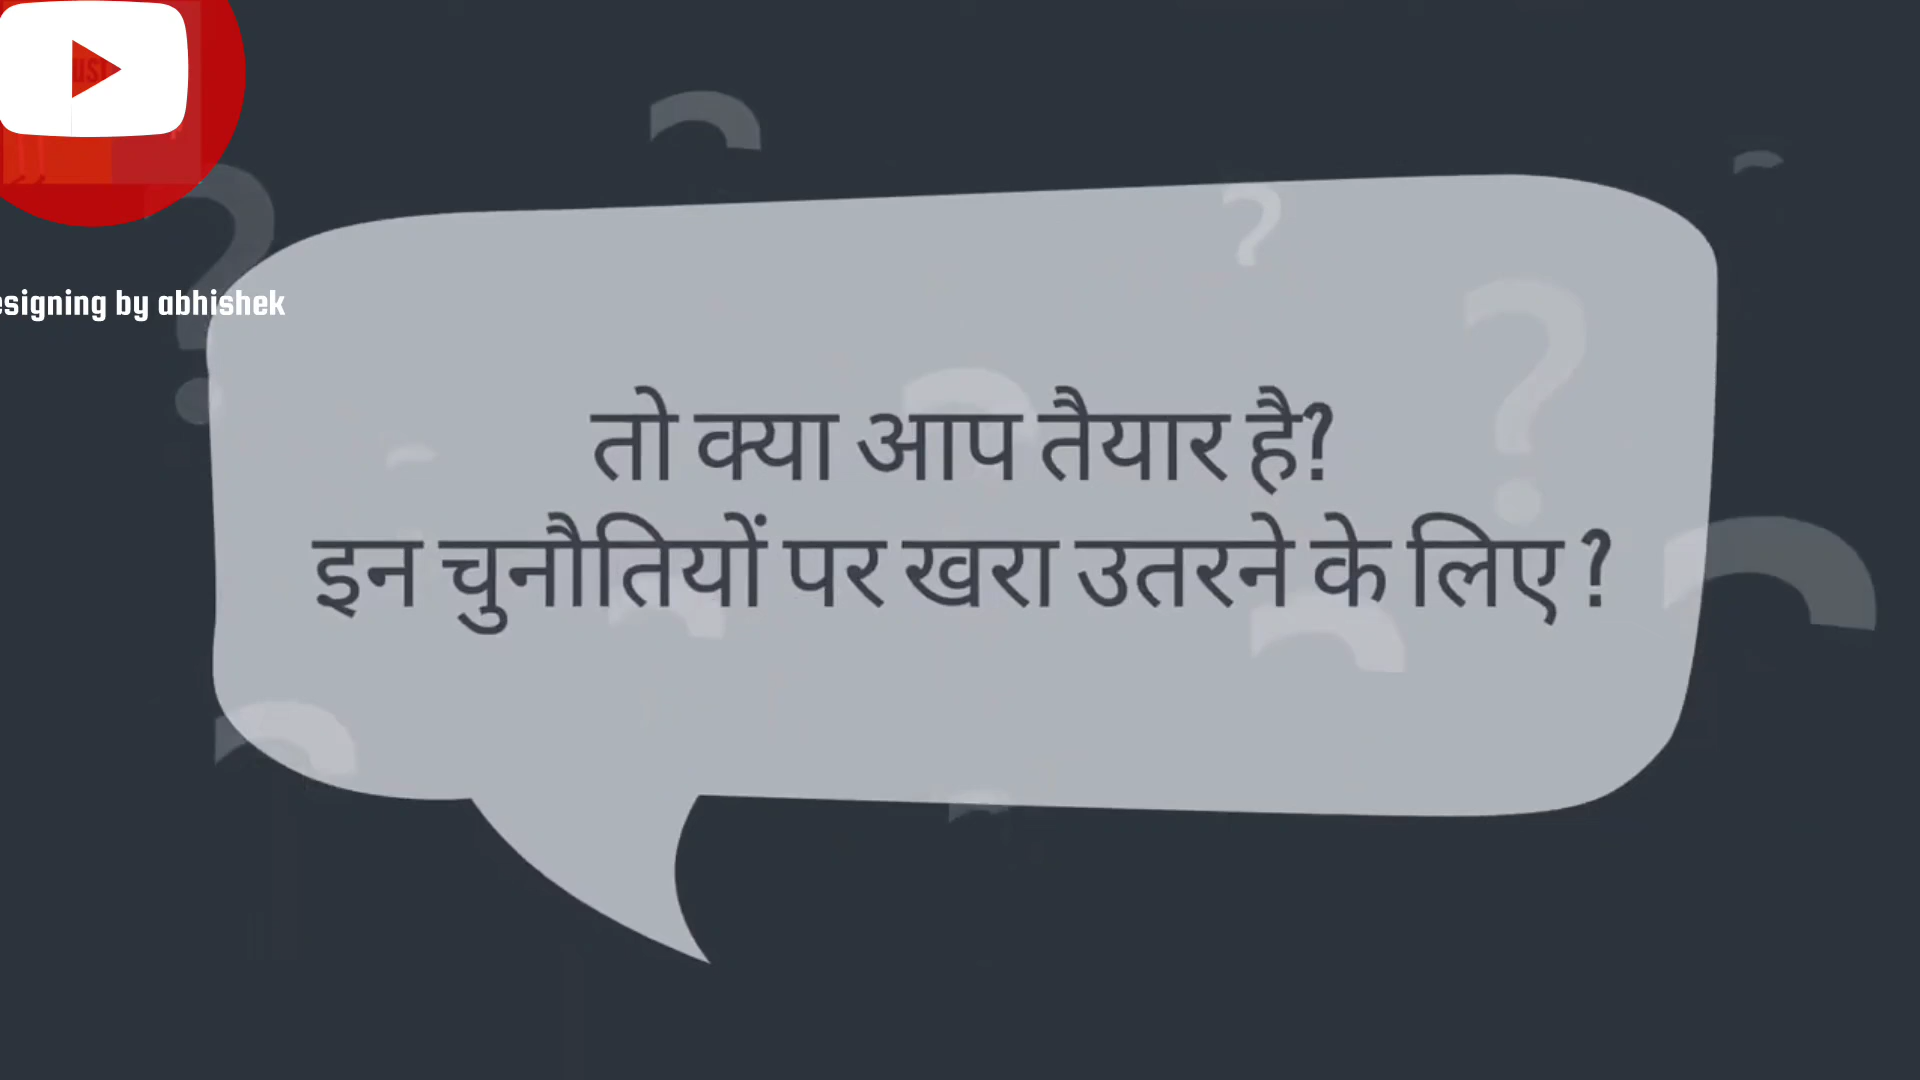 esigning by abhishek
तो क्या आप तैयार है?
इन चुनौतियों पर खरा उतरने के लिए ?